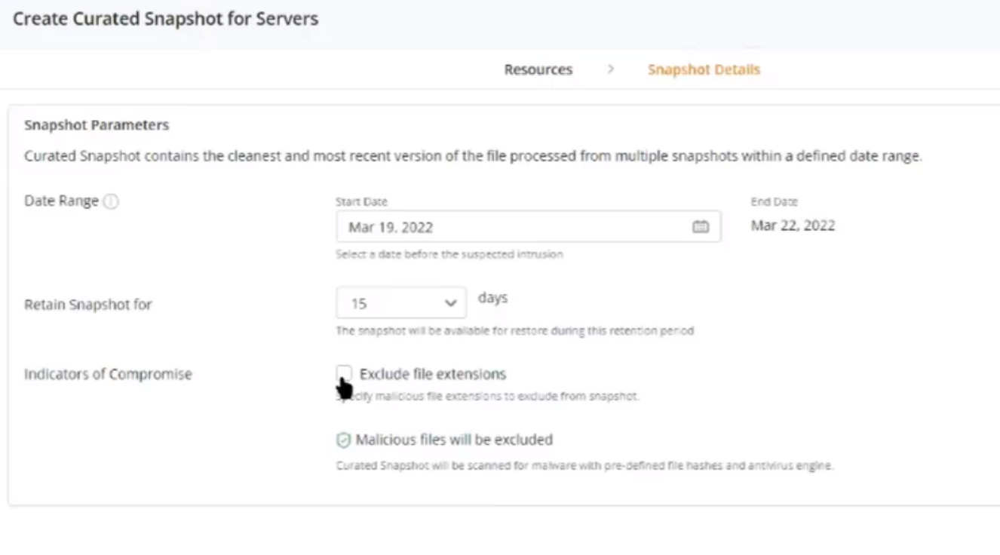 Create Curated Snapshot for Servers
Resources > Snapshot Details
Snapshot Parameters
Curated Snapshot contains the cleanest and most recent version of the file processed from multiple snapshots within a defined date range.
Date Range
Start Date
End Date
Mar 19, 2022
Mar 22, 2022
Select a date before the suspected intrusion
Retain Snapshot for
15
days
The snapshot will be available for restore during this retention period
Indicators of Compromise
Exclude file extensions
malicious file extensions to exclude from snapshot.
Malicious files will be excluded
Curated Snapshot will be scanned for malware with pre-defined file hashes and antivirus engine.